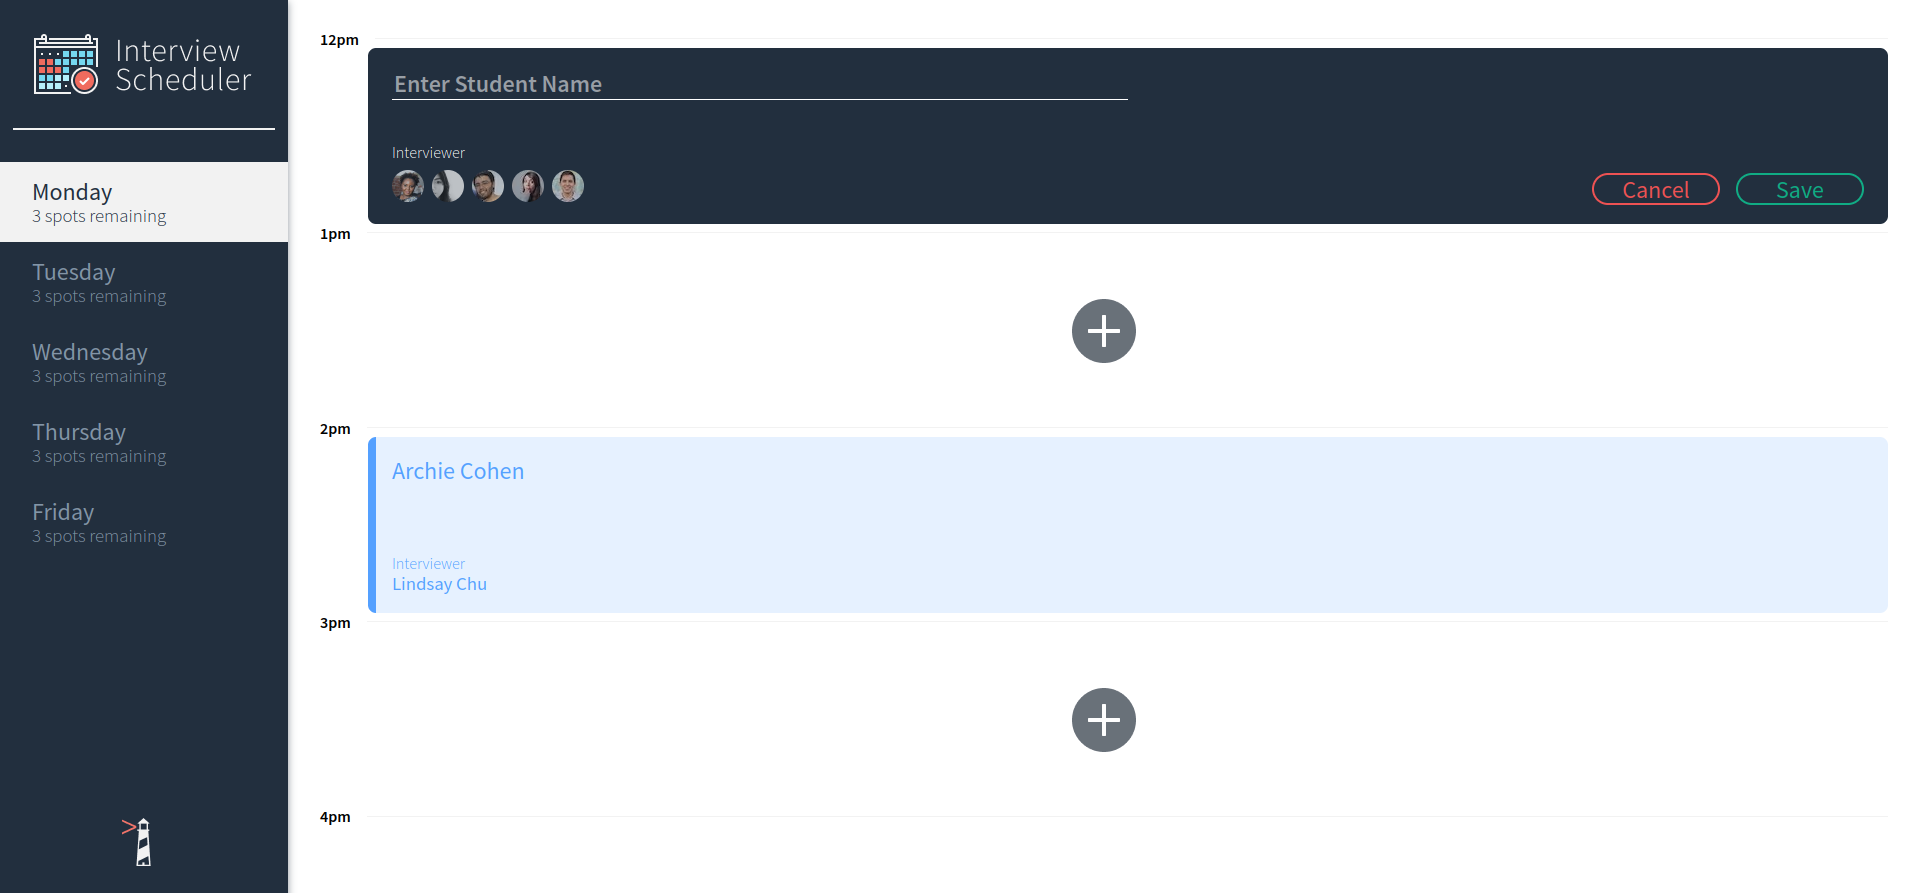 Interview
Scheduler
Monday
3 spots remaining
Tuesday
3 spots remaining
Wednesday
3 spots remaining
Thursday
3 spots remaining
Friday
3 spots remaining
12pm
Enter Student Name
Interviewer
Cancel Save
1pm
2pm
Archie Cohen
Interviewer
Lindsay Chu
3pm
4pm